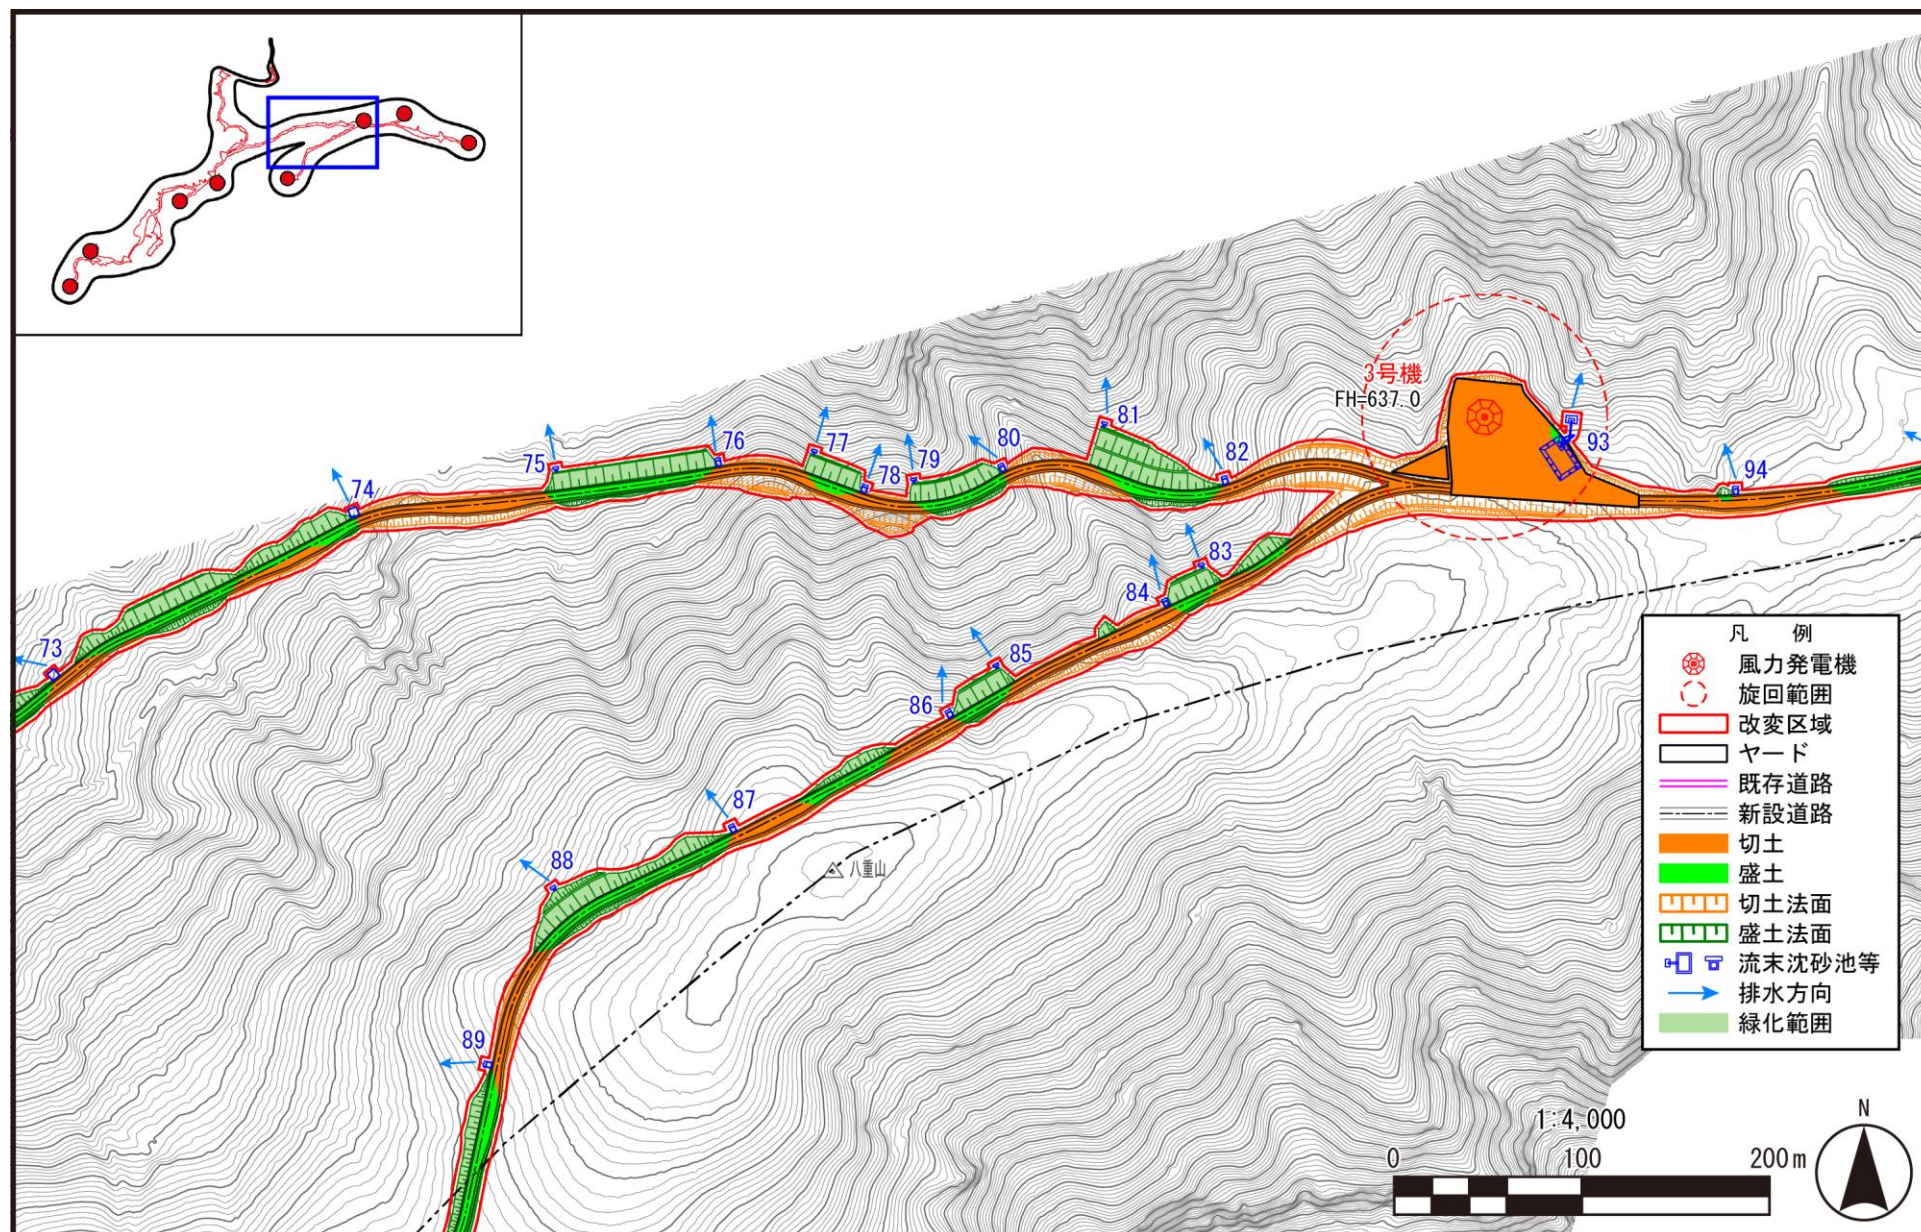 81
76
77
80
82
3号機
FH=637.0
75
78
79
93
94
74
83
84
73
85
86
87
88
八重山
89
凡 例
風力発電機
旋回範囲
改変区域
ヤード
既存道路
新設道路
切土
盛土
切土法面
盛土法面
流末沈砂池等
排水方向
緑化範囲
1:4,000
0 100 200m
N